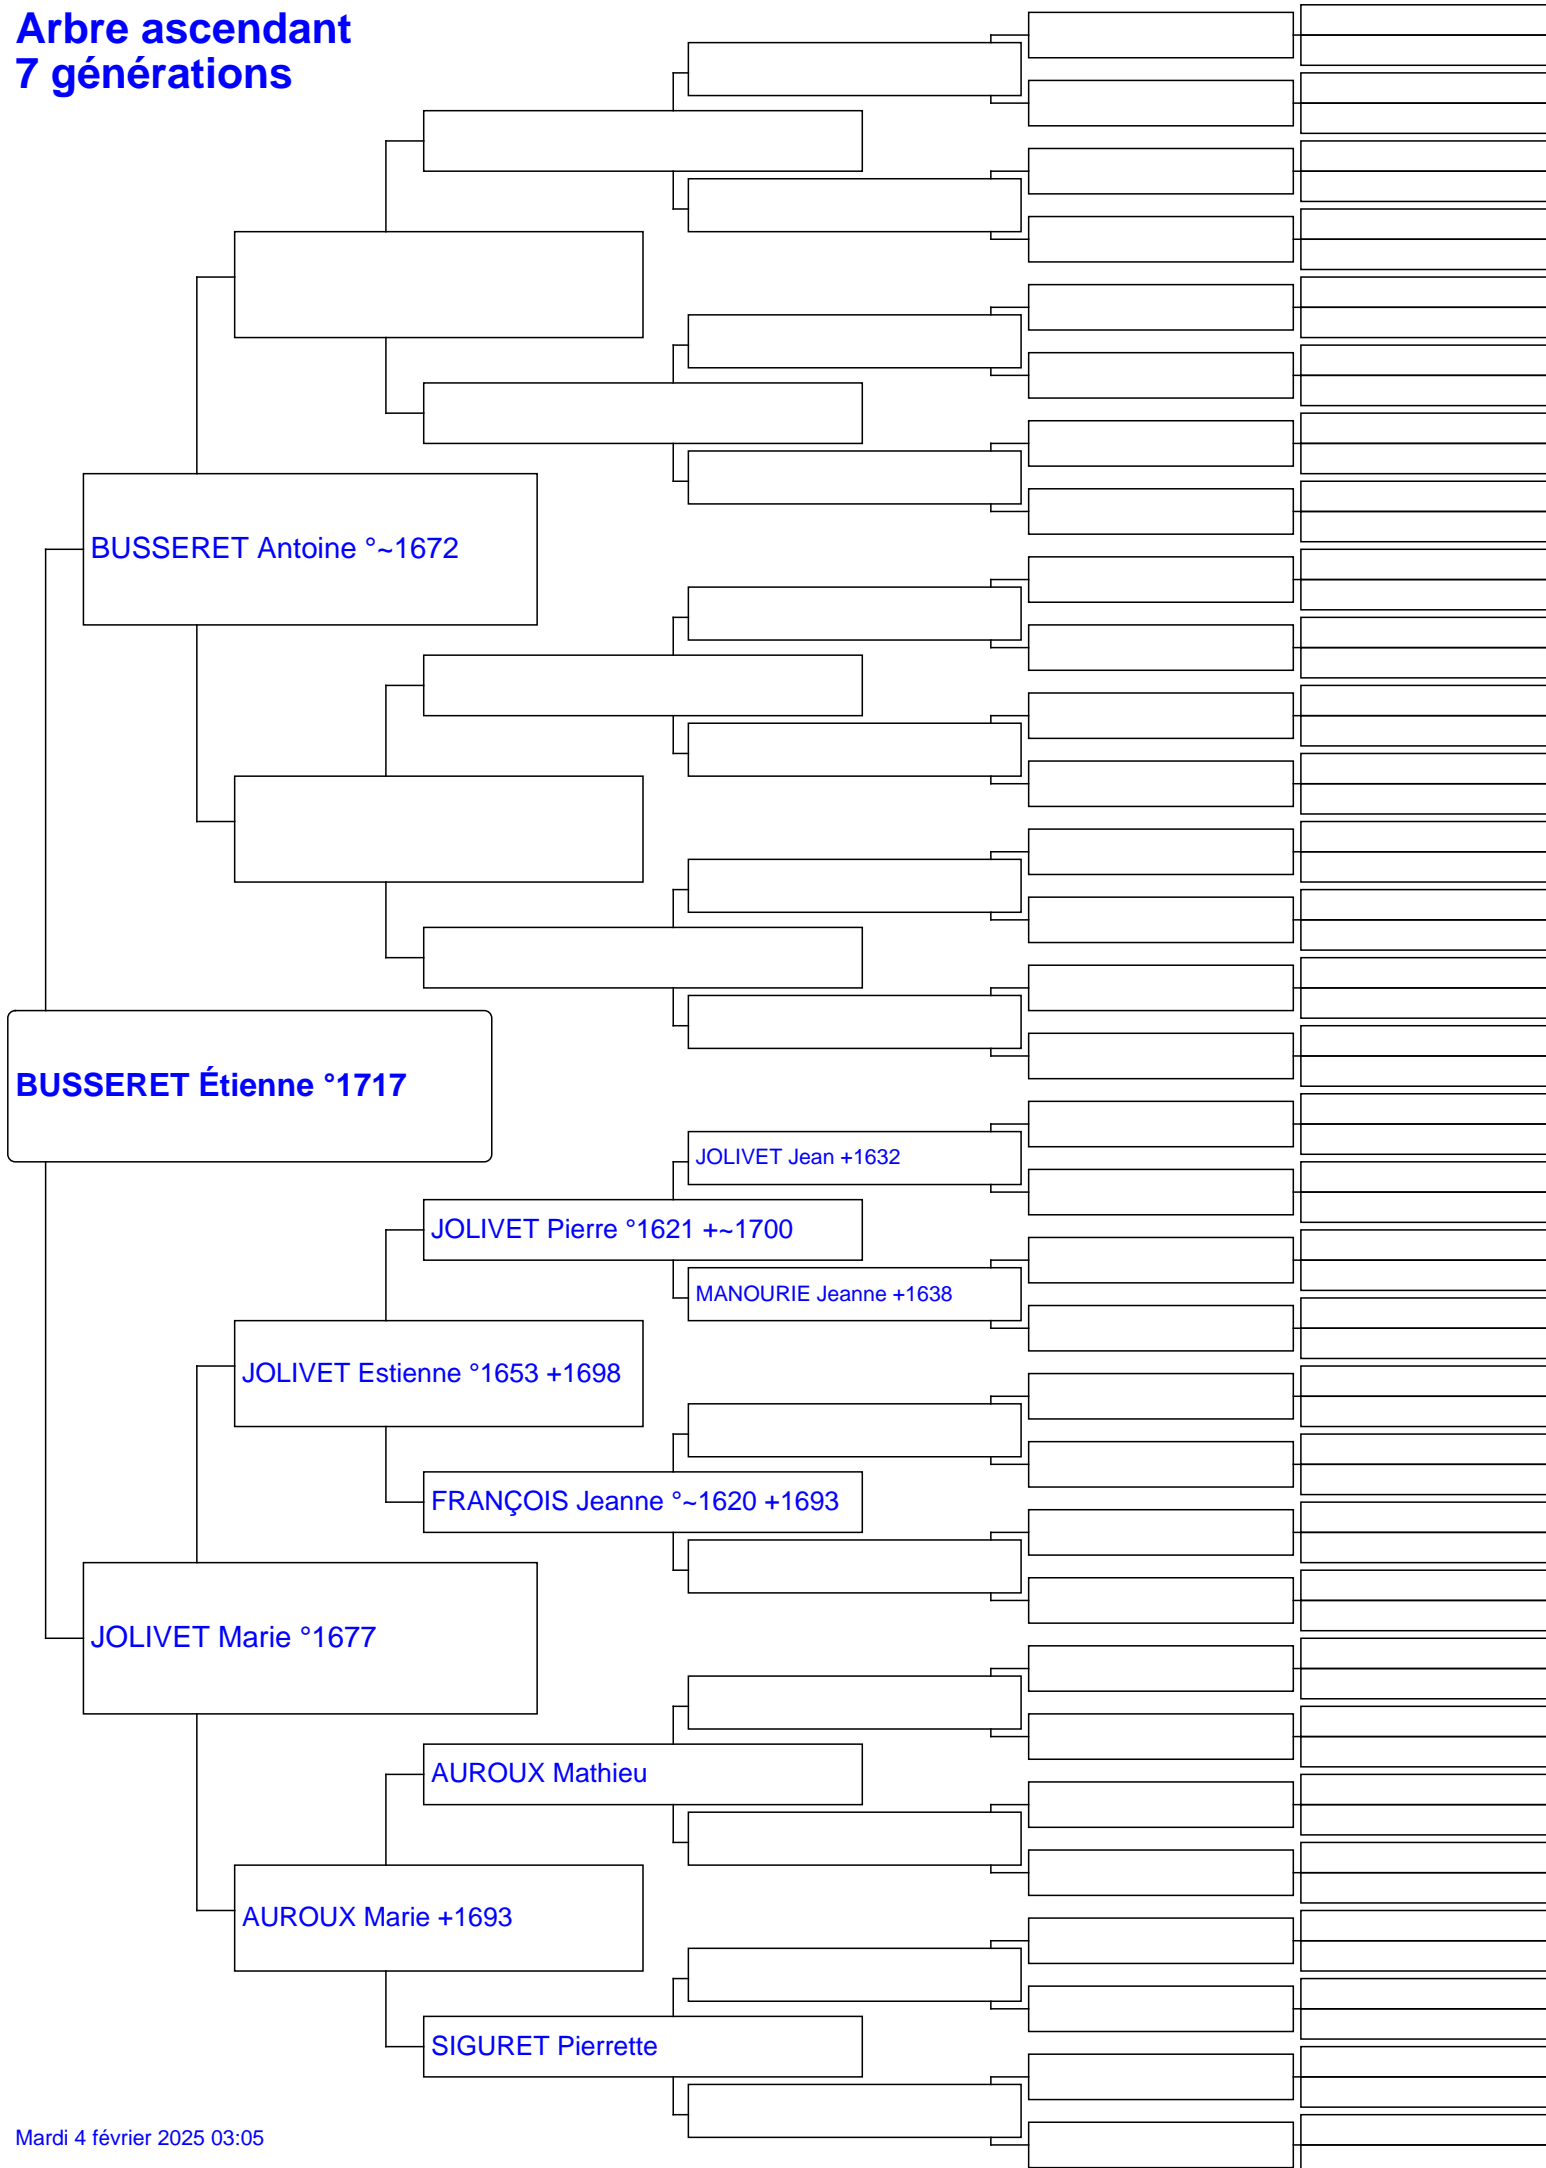 Arbre ascendant
7 générations
BUSSERET Antoine °~1672
BUSSERET Étienne °1717
JOLIVET Jean +1632
JOLIVET Pierre °1621 +~1700
MANOURIE Jeanne +1638
JOLIVET Estienne °1653 +1698
FRANÇOIS Jeanne °~1620 +1693
JOLIVET Marie °1677
AUROUX Mathieu
AUROUX Marie +1693
SIGURET Pierrette
Mardi 4 février 2025 03:05